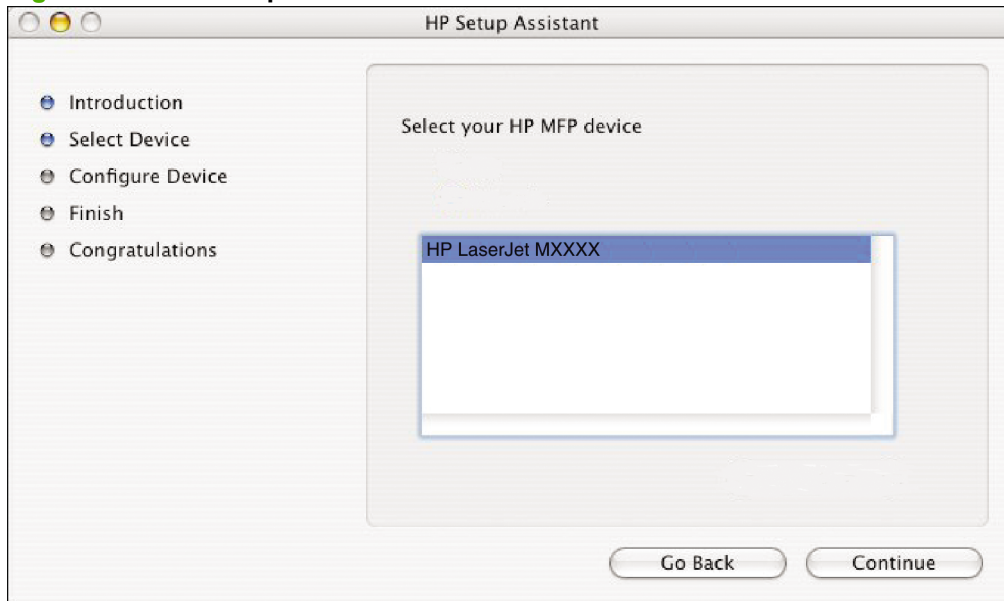 HP Setup Assistant
Introduction
Select Device
Configure Device
Finish
Congratulations
Select your HP MFP device
HP LaserJet MXXXX
Go Back
Continue